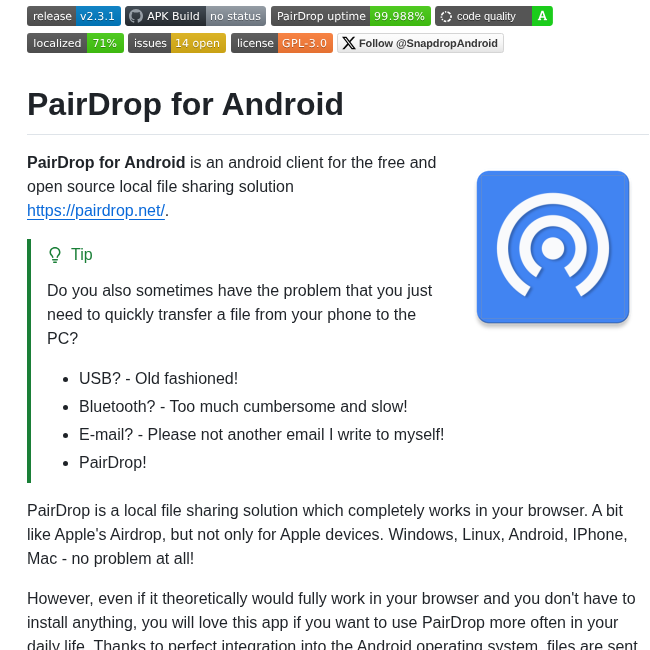 release v2.3.1 APK Build no status PairDrop uptime 99.988% code quality A
localized 71% issues 14 open license GPL-3.0 Follow @SnapdropAndroid
PairDrop for Android
PairDrop for Android is an android client for the free and
open source local file sharing solution
https://pairdrop.net/.
Tip
Do you also sometimes have the problem that you just
need to quickly transfer a file from your phone to the
PC?
USB? - Old fashioned!
Bluetooth? - Too much cumbersome and slow!
E-mail? - Please not another email I write to myself!
PairDrop!
PairDrop is a local file sharing solution which completely works in your browser. A bit
like Apple's Airdrop, but not only for Apple devices. Windows, Linux, Android, IPhone,
Mac - no problem at all!
However, even if it theoretically would fully work in your browser and you don't have to
install anything, you will love this app if you want to use PairDrop more often in your
daily life. Thanks to perfect integration into the Android operating system, files are sent